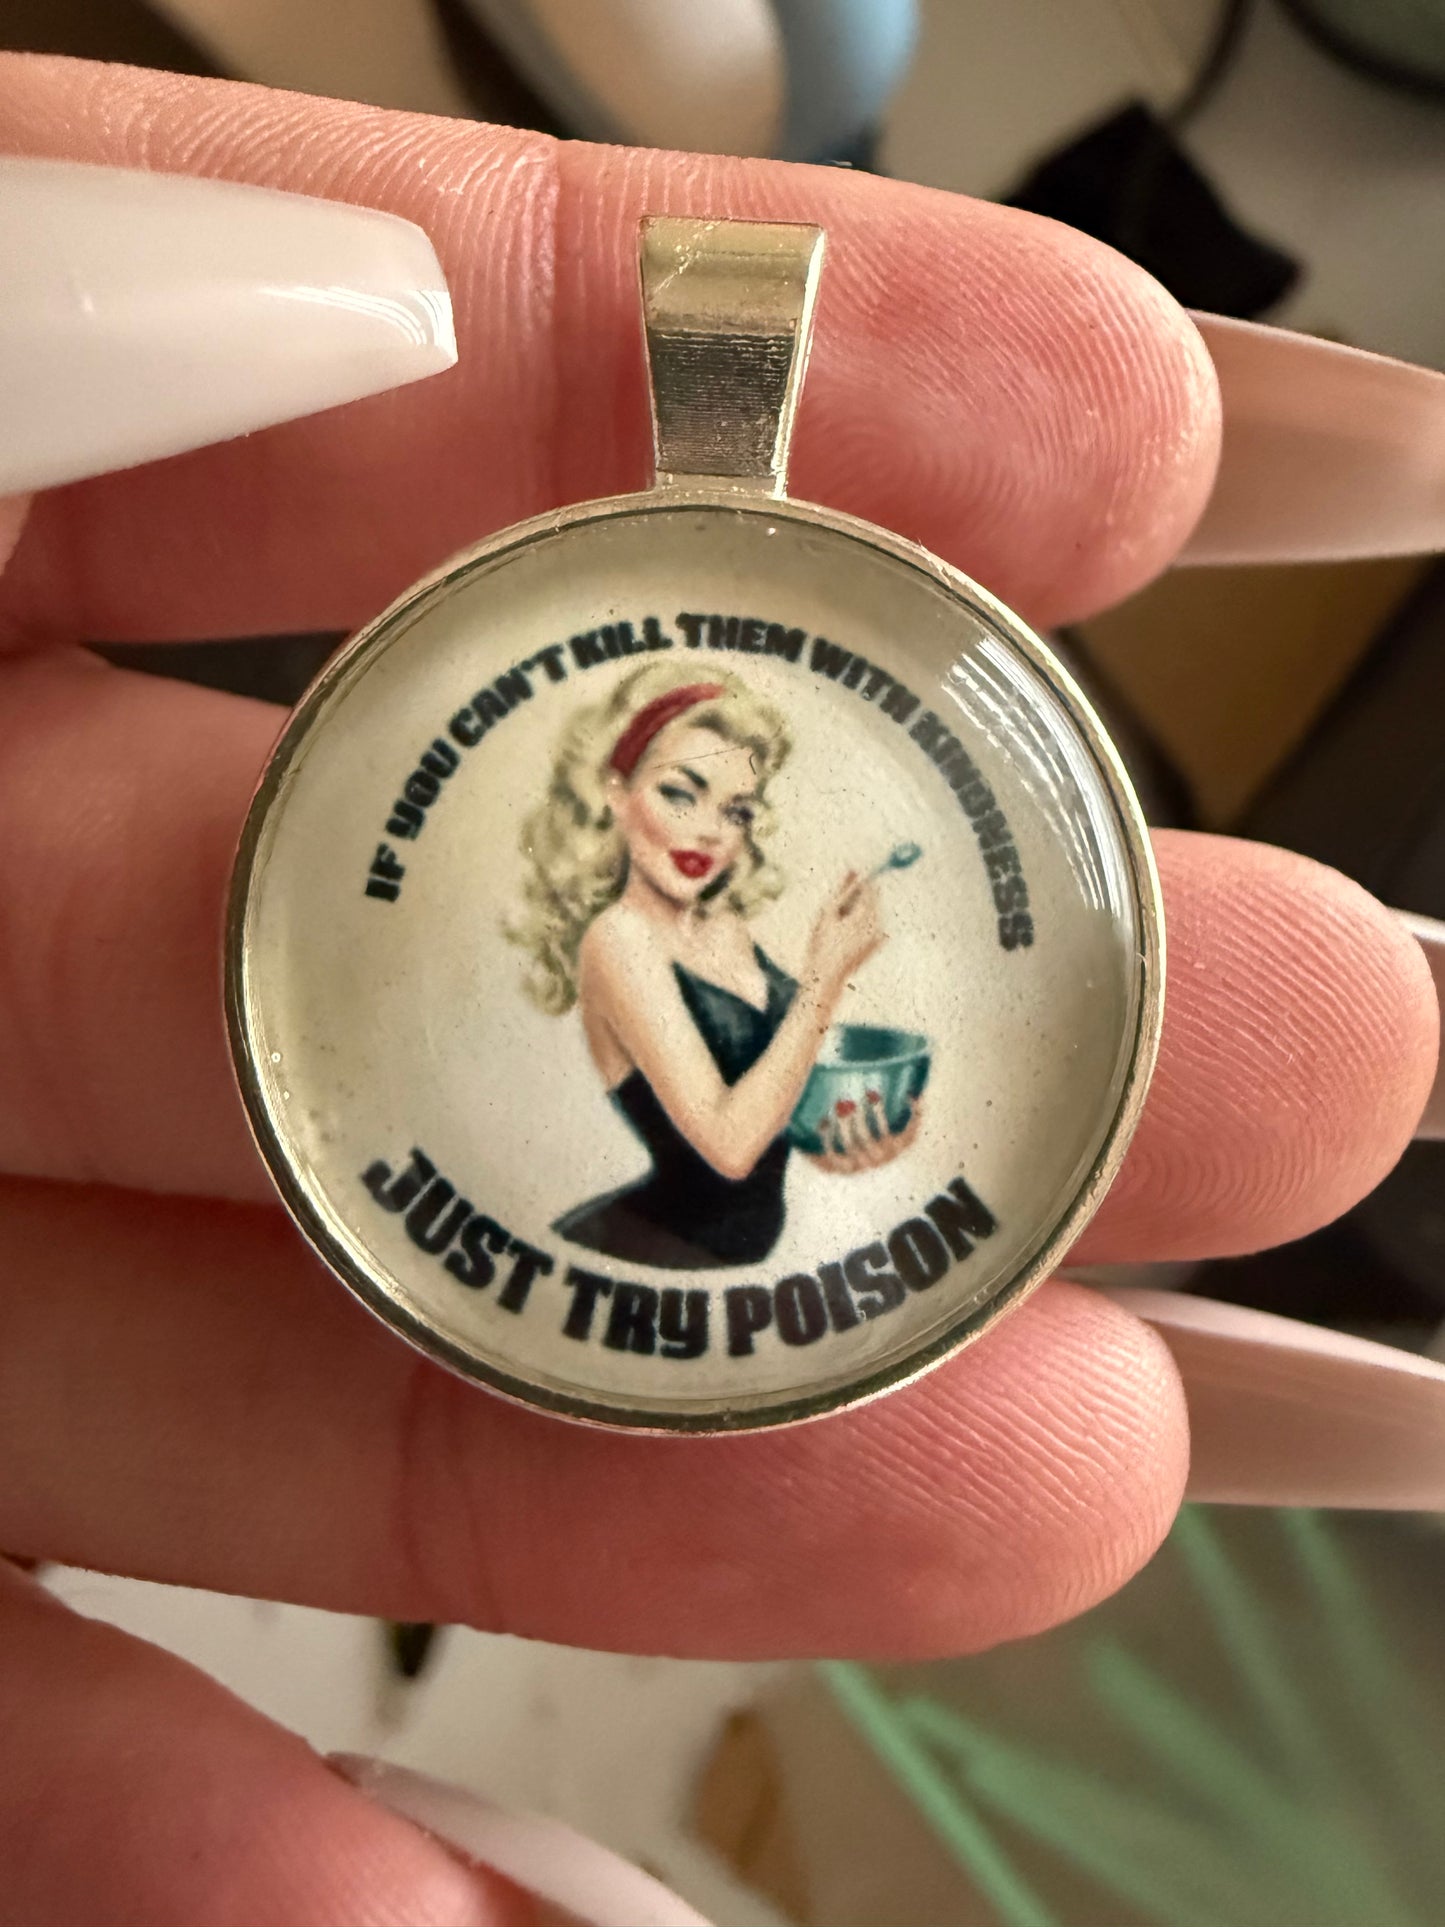 IF YOU CAN'T KILL THEM WITH KINDNESS
JUST TRY POISON